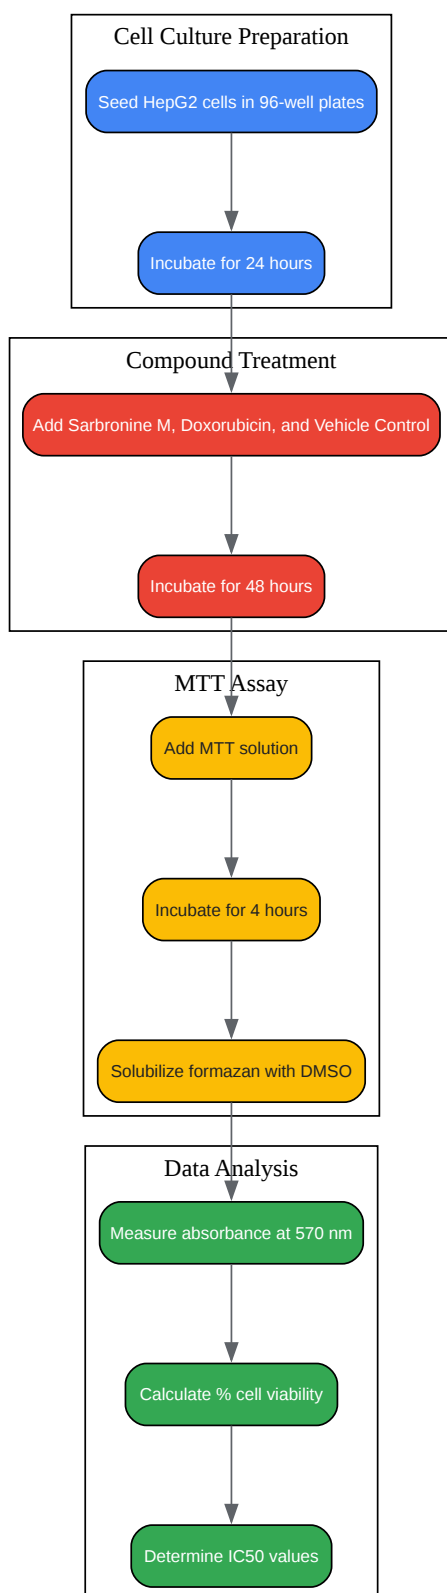 Cell Culture Preparation
Seed HepG2 cells in 96-well plates
Incubate for 24 hours
Compound Treatment
Add Sarbronine M, Doxorubicin, and Vehicle Control
Incubate for 48 hours
MTT Assay
Add MTT solution
Incubate for 4 hours
Solubilize formazan with DMSO
Data Analysis
Measure absorbance at 570 nm
Calculate % cell viability
Determine IC50 values